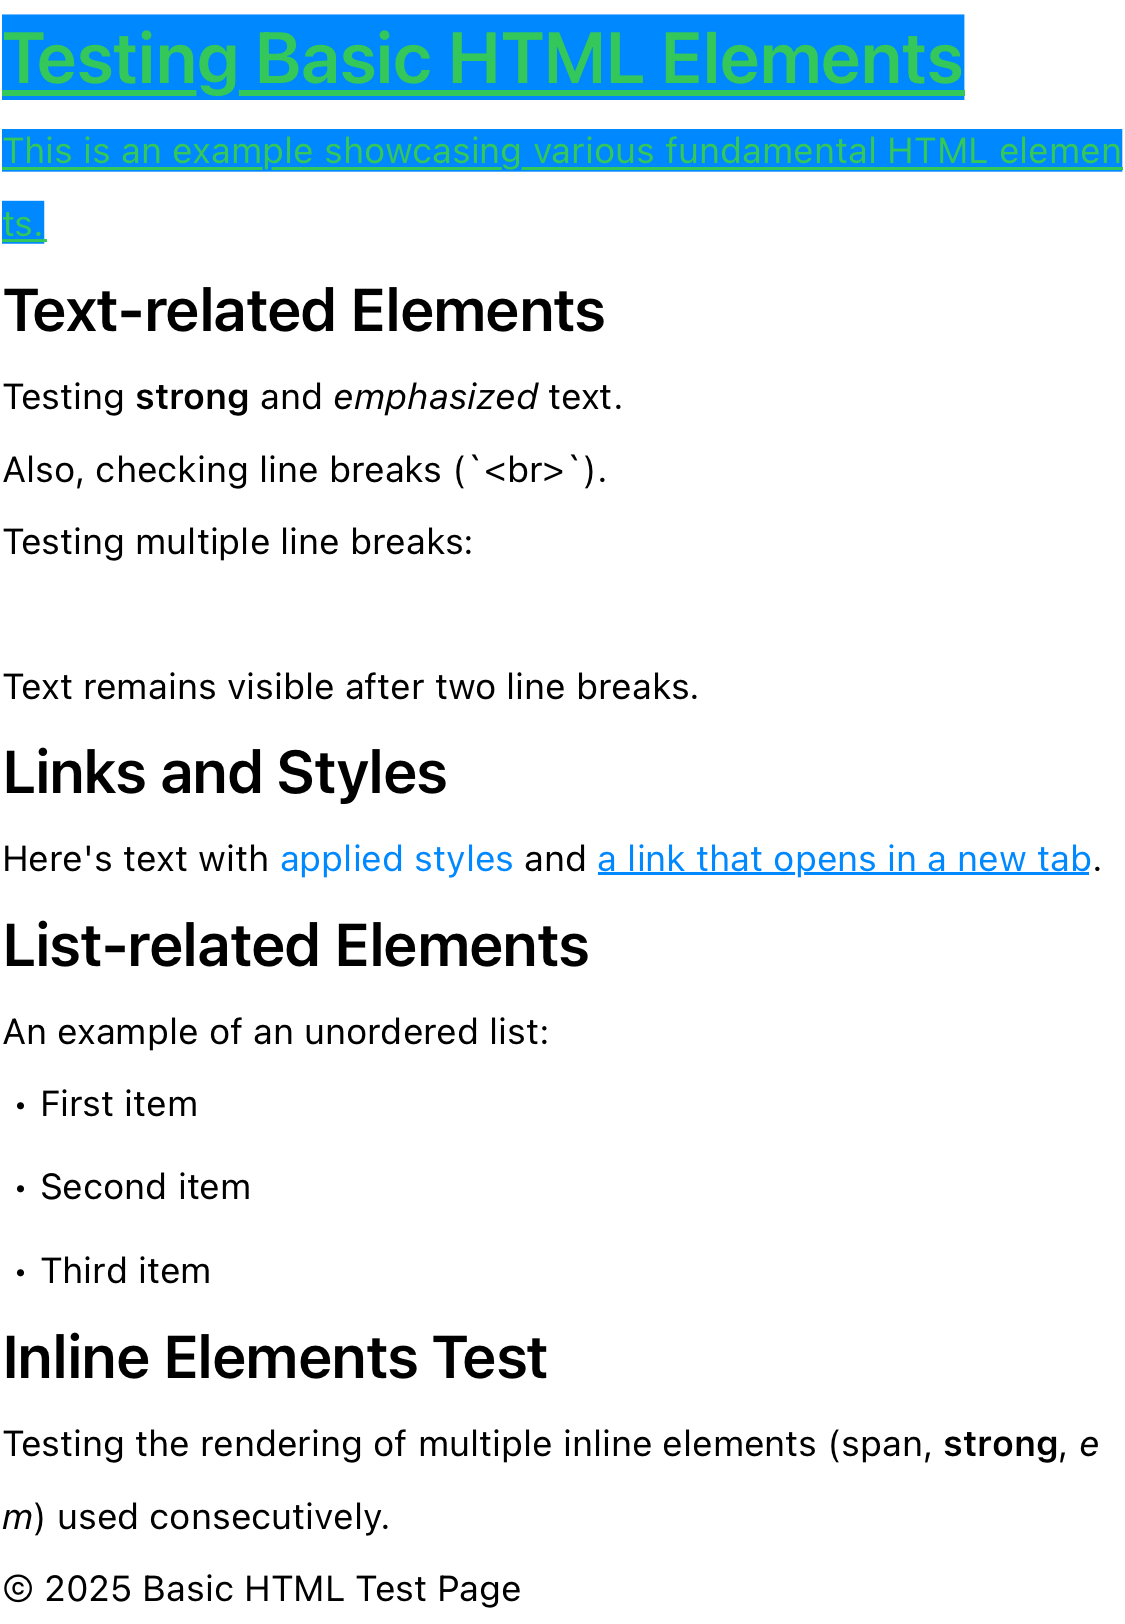 Testing Basic HTML Elements
This is an example showcasing various fundamental HTML elemen
ts.
Text-related Elements
Testing strong and emphasized text.
Also, checking line breaks (`<br>`).
Testing multiple line breaks:
Text remains visible after two line breaks.
Links and Styles
Here's text with applied styles and a link that opens in a new tab.
List-related Elements
An example of an unordered list:
• First item
• Second item
• Third item
Inline Elements Test
Testing the rendering of multiple inline elements (span, strong, e
m) used consecutively.
© 2025 Basic HTML Test Page